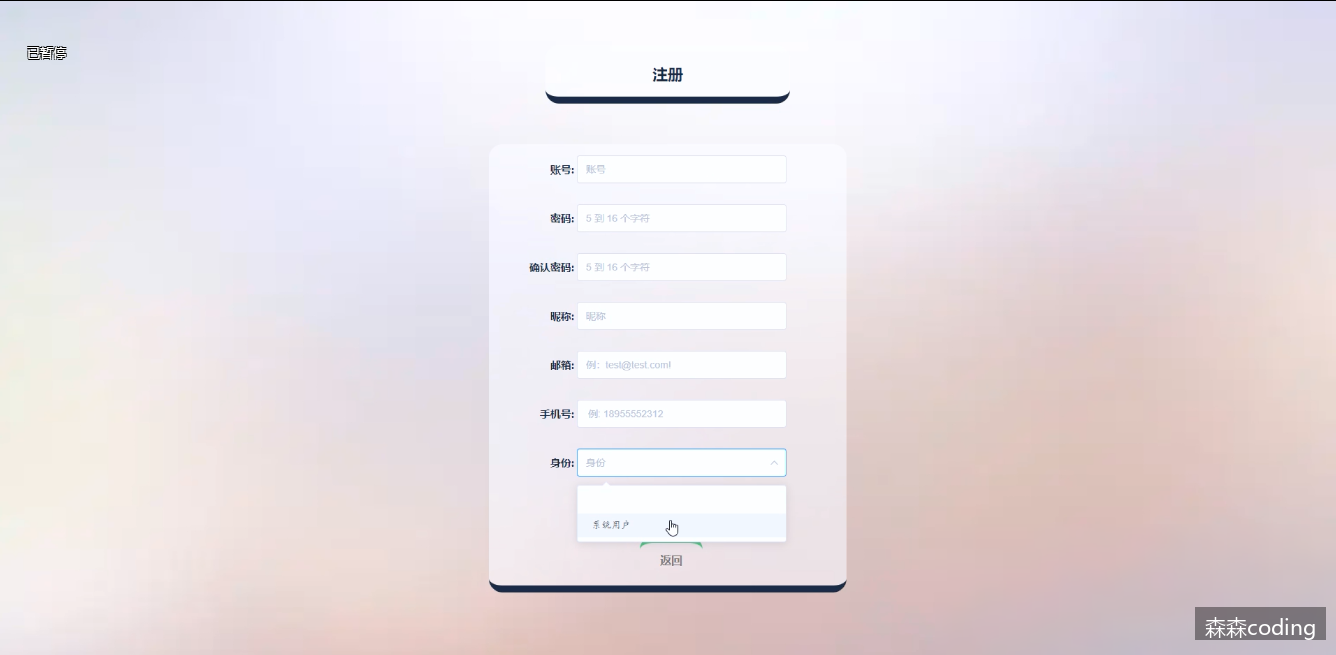 已暂停
注册
账号: 账号
密码: 5 到 16 个字符
确认密码: 5 到 16 个字符
昵称: 昵称
邮箱: 例：test@test.com!
手机号: 例: 18955552312
身份: 身份
系统用户
返回
森森coding